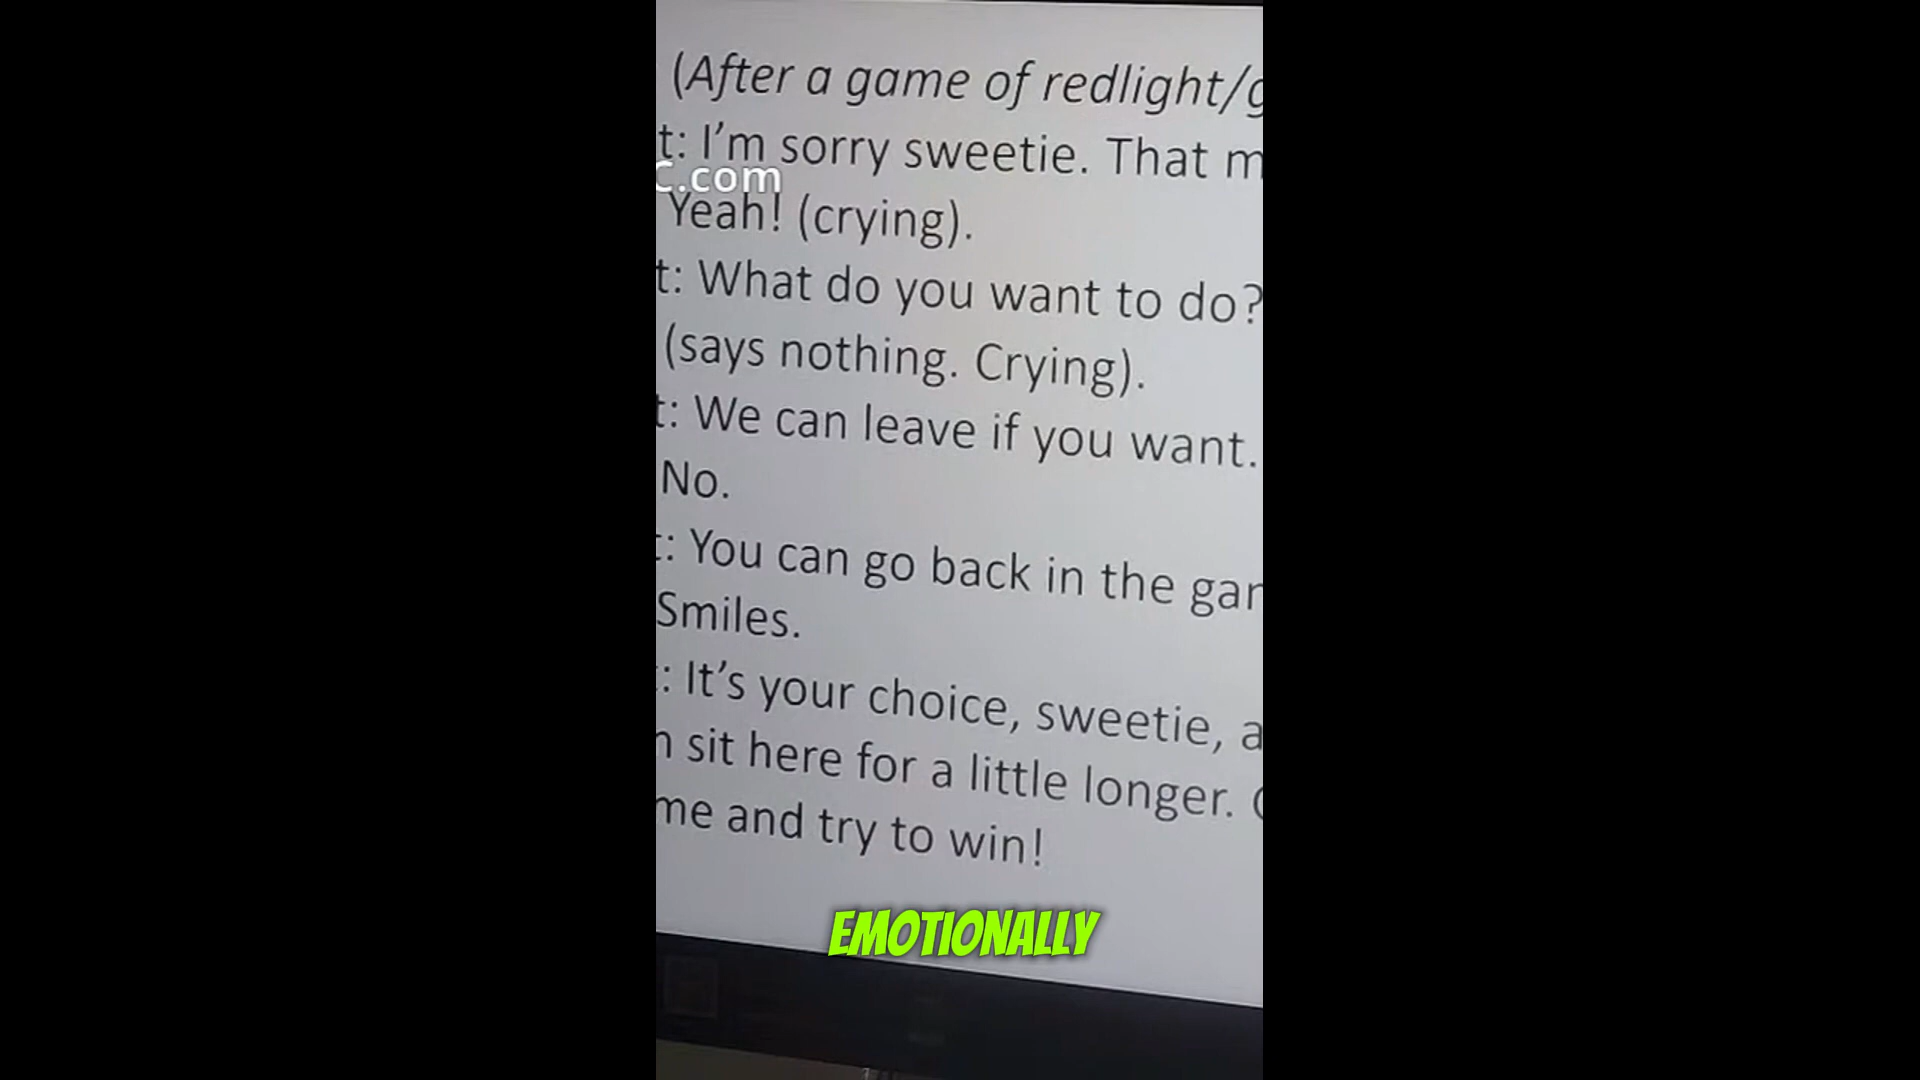 (After a game of redlight/g
t: I'm sorry sweetie. That m
C.com
Yeah! (crying).
t: What do you want to do?
(says nothing. Crying).
t: We can leave if you want.
No.
t: You can go back in the gar
Smiles.
: It's your choice, sweetie, a
n sit here for a little longer.
me and try to win!
EMOTIONALLY